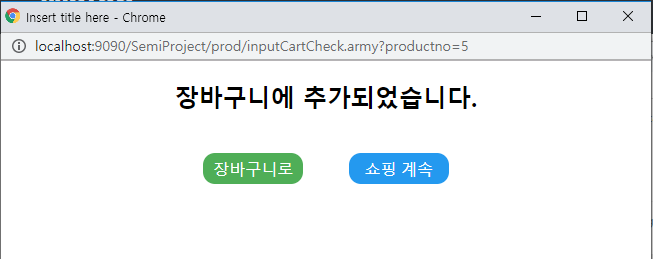 Insert title here - Chrome
localhost:9090/SemiProject/prod/inputCartCheck.army?productno=5
장바구니에 추가되었습니다.
장바구니로 쇼핑 계속